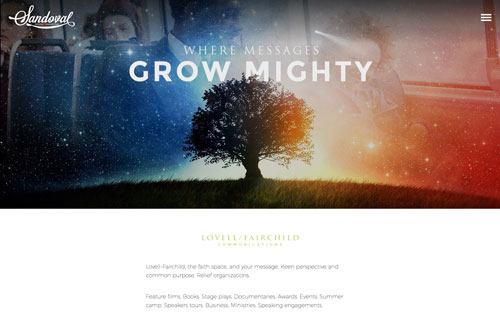 Sandoval
WHERE MESSAGES
GROW MIGHTY
LOVELL/FAIRCHILD
COMMUNICATIONS
Lovell-Fairchild, the faith space, and your message. Keen perspective and
common purpose. Relief organizations.
Feature films. Books. Stage plays. Documentaries. Awards. Events. Summer
camp. Speakers tours. Business. Ministries. Speaking engagements.